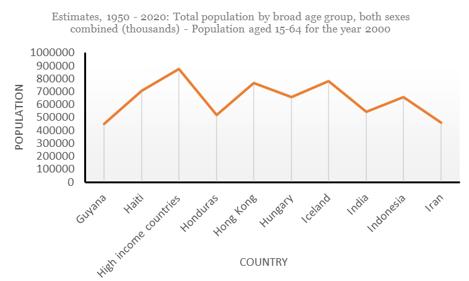 Estimates, 1950 - 2020: Total population by broad age group, both sexes
combined (thousands) - Population aged 15-64 for the year 2000
1000000
900000
800000
700000
600000
500000
400000
300000
200000
100000
0
POPULATION
Guyana
Haiti
High income countries
Honduras
Hong Kong
Hungary
Iceland
India
Indonesia
Iran
COUNTRY